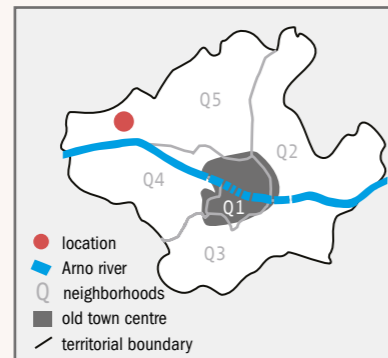 Q5
Q2
Q4
Q1
Q3
location
Arno river
Q neighborhoods
old town centre
territorial boundary